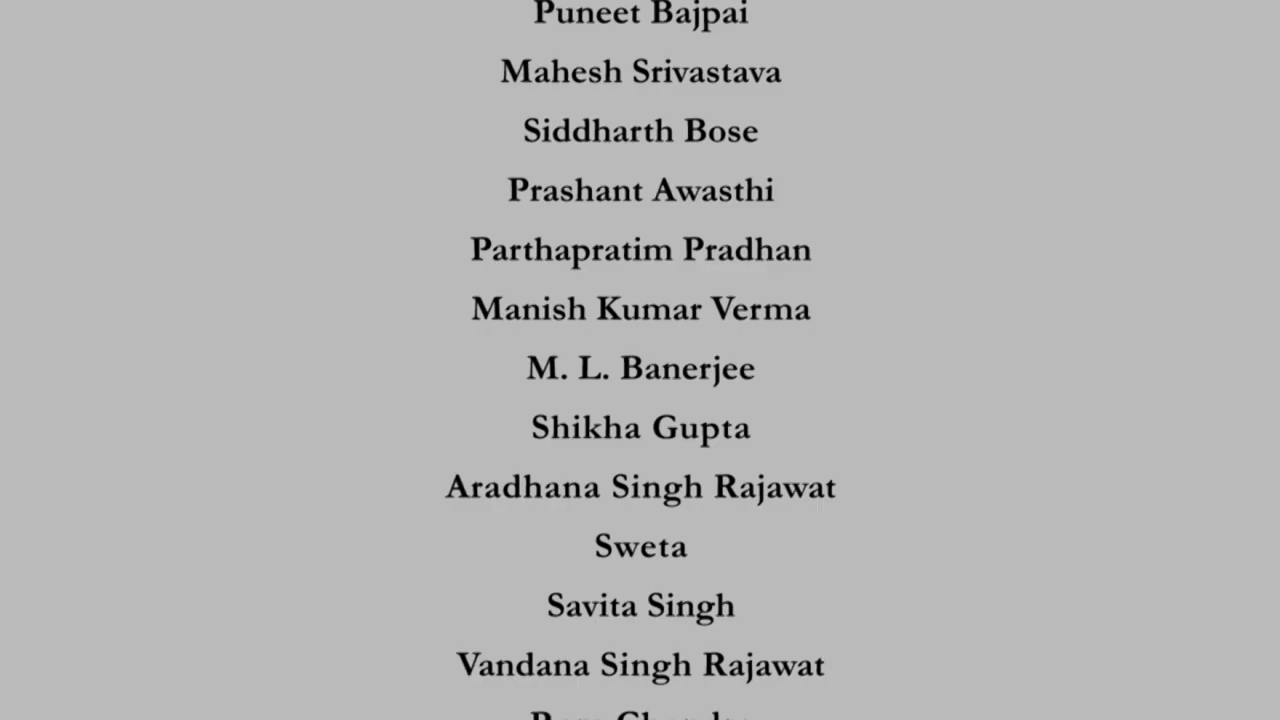 Puneet Bajpai
Mahesh Srivastava
Siddharth Bose
Prashant Awasthi
Parthapratim Pradhan
Manish Kumar Verma
M. L. Banerjee
Shikha Gupta
Aradhana Singh Rajawat
Sweta
Savita Singh
Vandana Singh Rajawat